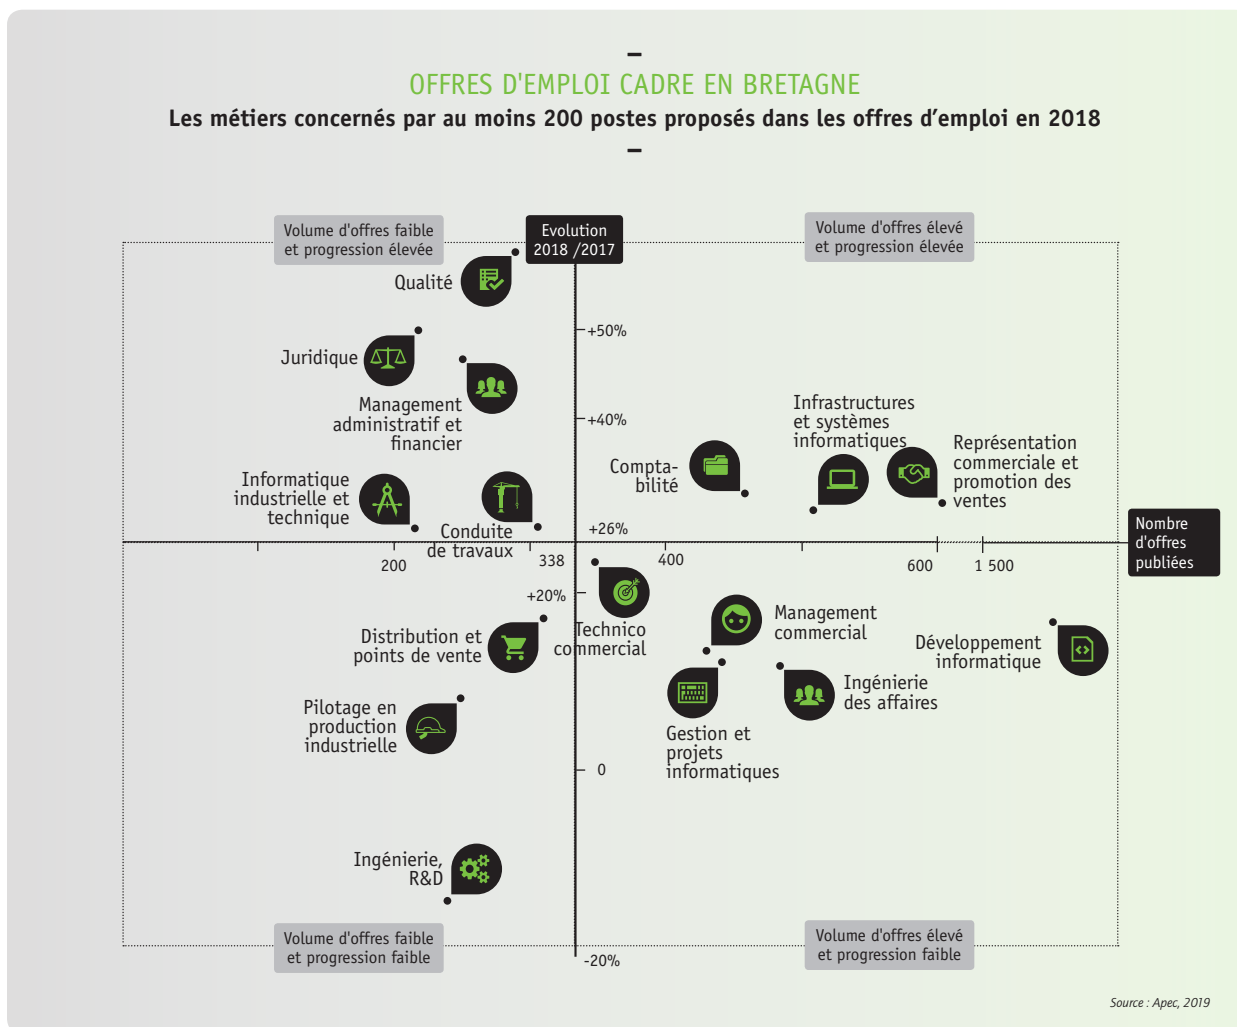 OFFRES D'EMPLOI CADRE EN BRETAGNE
Les métiers concernés par au moins 200 postes proposés dans les offres d’emploi en 2018
Volume d'offres faible
et progression élevée
Evolution
2018 /2017
Volume d'offres élevé
et progression élevée
Qualité
+50%
Juridique
Management
administratif et
financier
+40%
Infrastructures
et systèmes
informatiques
Représentation
commerciale et
promotion des
ventes
Compta-
bilité
Informatique
industrielle et
technique
Conduite
de travaux
+26%
Nombre
d'offres
publiées
200
338
400
600
1 500
+20%
Technico
commercial
Management
commercial
Distribution et
points de vente
Développement
informatique
Ingénierie
des affaires
Pilotage en
production
industrielle
Gestion et
projets
informatiques
0
Ingénierie,
R&D
Volume d'offres faible
et progression faible
Volume d'offres élevé
et progression faible
-20%
Source : Apec, 2019